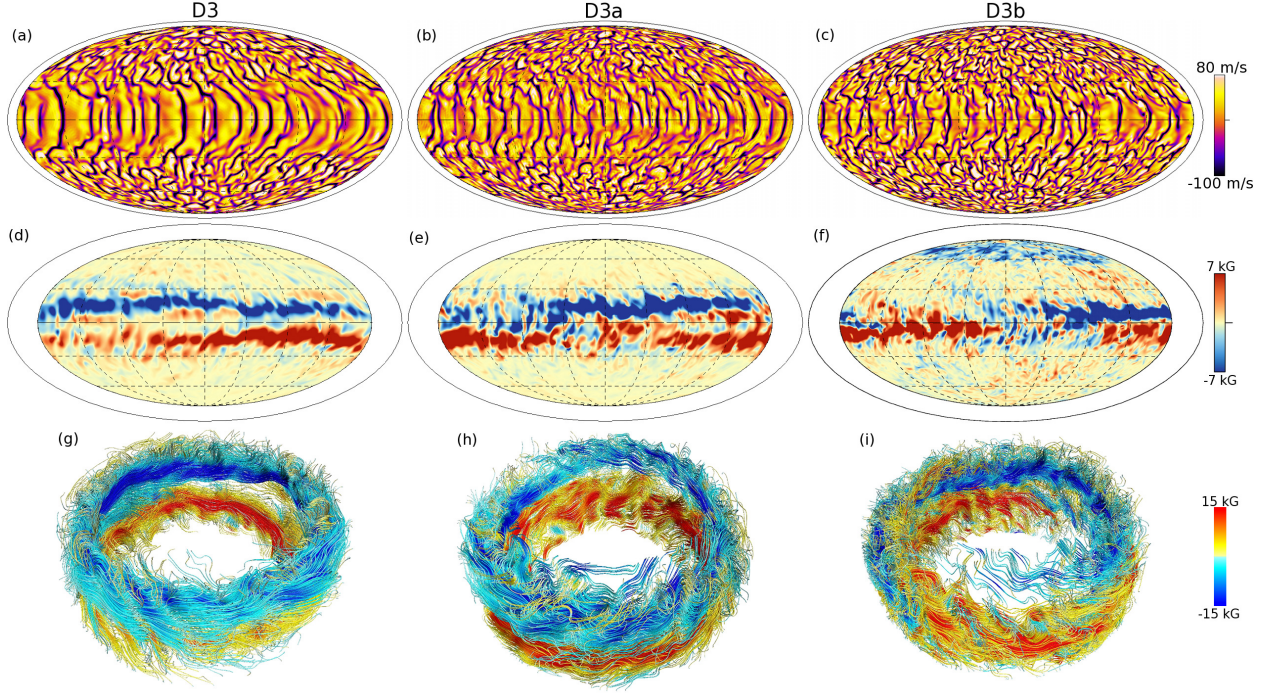 D3
D3a
D3b
(a)
(b)
(c)
80 m/s
-100 m/s
(d)
(e)
(f)
7 kG
-7 kG
(g)
(h)
(i)
15 kG
-15 kG